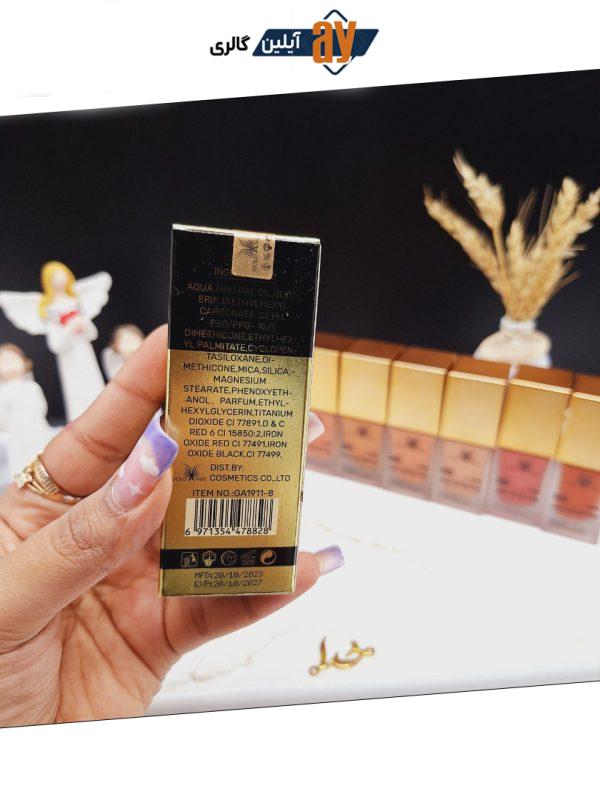 آیلین گالری
ay
GOLD ANGEL
AQUA,MINERAL OIL,GLYC
ERIN,DIETHYLHEXYL
CARBONATE,CETYL
PEG/PPG- 10/1
DIMETHICONE,ETHYLHEX-
YL PALMITATE,CYCLOPEN-
TASILOXANE,DI-
METHICONE,MICA,SILICA,
MAGNESIUM
STEARATE,PHENOXYETH-
ANOL, PARFUM,ETHYL-
HEXYLGLYCERIN,TITANIUM
DIOXIDE CI 77891,D & C
RED 6 CI 15850:2,IRON
OXIDE RED CI 77491,IRON
OXIDE BLACK,CI 77499.
DIST.BY:
COSMETICS CO.,LTD
ITEM NO.:GA1911-8
6 971354 478828
MFD:20/10/2023
EXP:20/10/2027
خدا